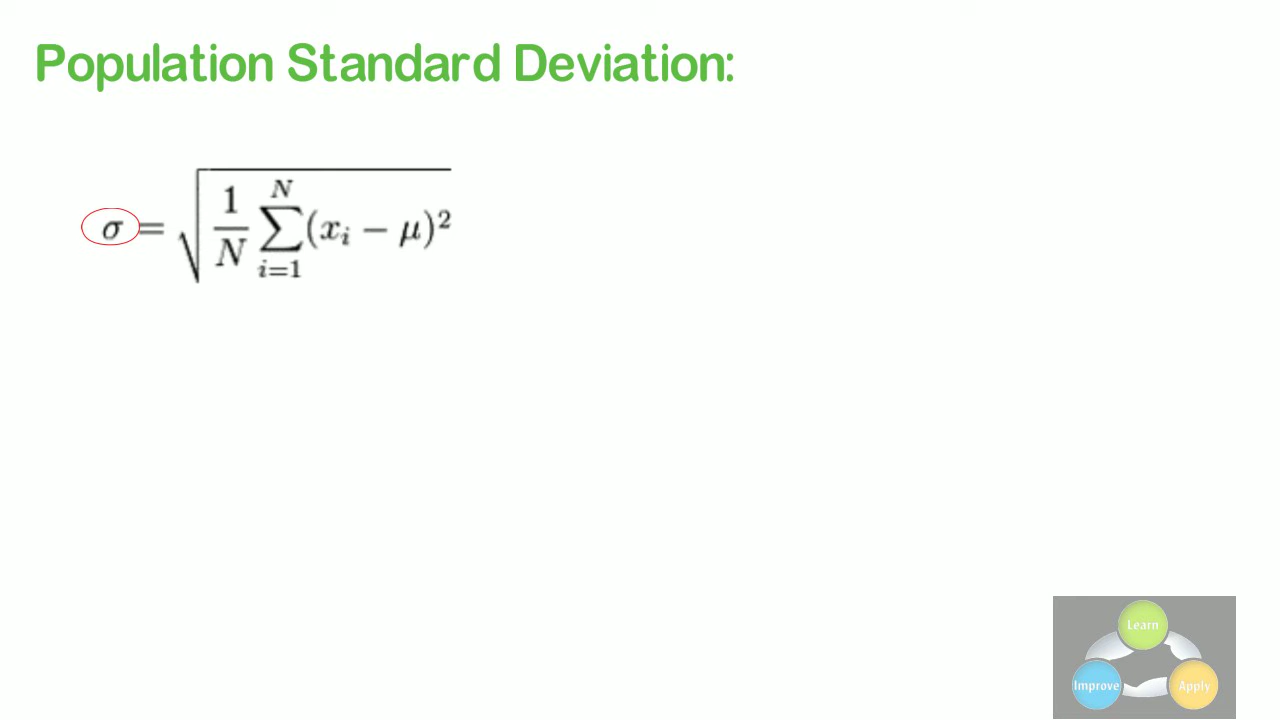 Population Standard Deviation:
σ = √(1/N ∑_{i=1}^{N} (x_i − μ)²)
Learn
Improve
Apply